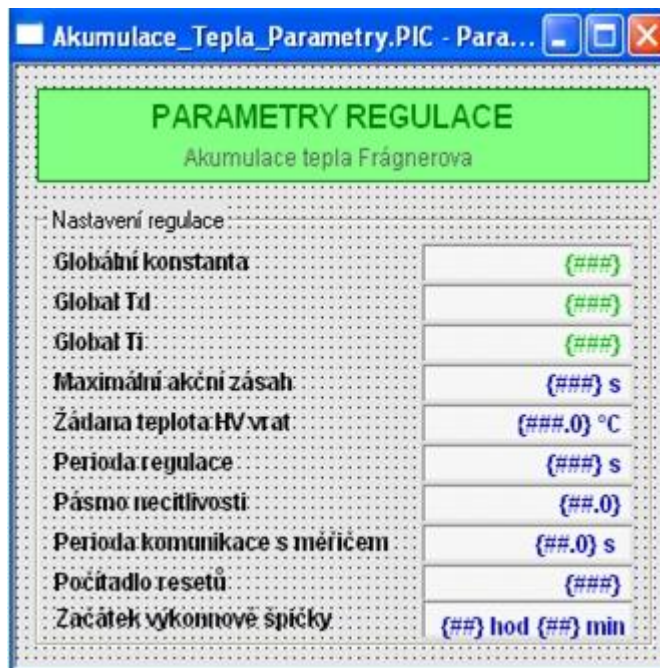 Akumulace_Tepla_Parametry.PIC - Para...
PARAMETRY REGULACE
Akumulace tepla Frágnerova
Nastavení regulace
Globální konstanta {###}
Global Td {###}
Global Ti {###}
Maximální akční zásah {###} s
Žádana teplota HV vrat {###.0} °C
Perioda regulace {###} s
Pásmo necitlivosti {##.0}
Perioda komunikace s měřičem {##.0} s
Počítadlo resetů {###}
Začátek výkonnově špičky {##} hod {##} min